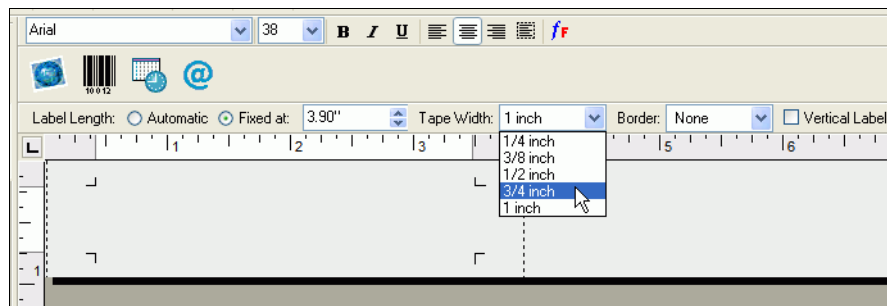 Arial 38 B I U fF
10012 @
Label Length: Automatic Fixed at: 3.90" Tape Width: 1 inch Border: None Vertical Label
L 1 2 3 5 6
1/4 inch
3/8 inch
1/2 inch
3/4 inch
1 inch
1